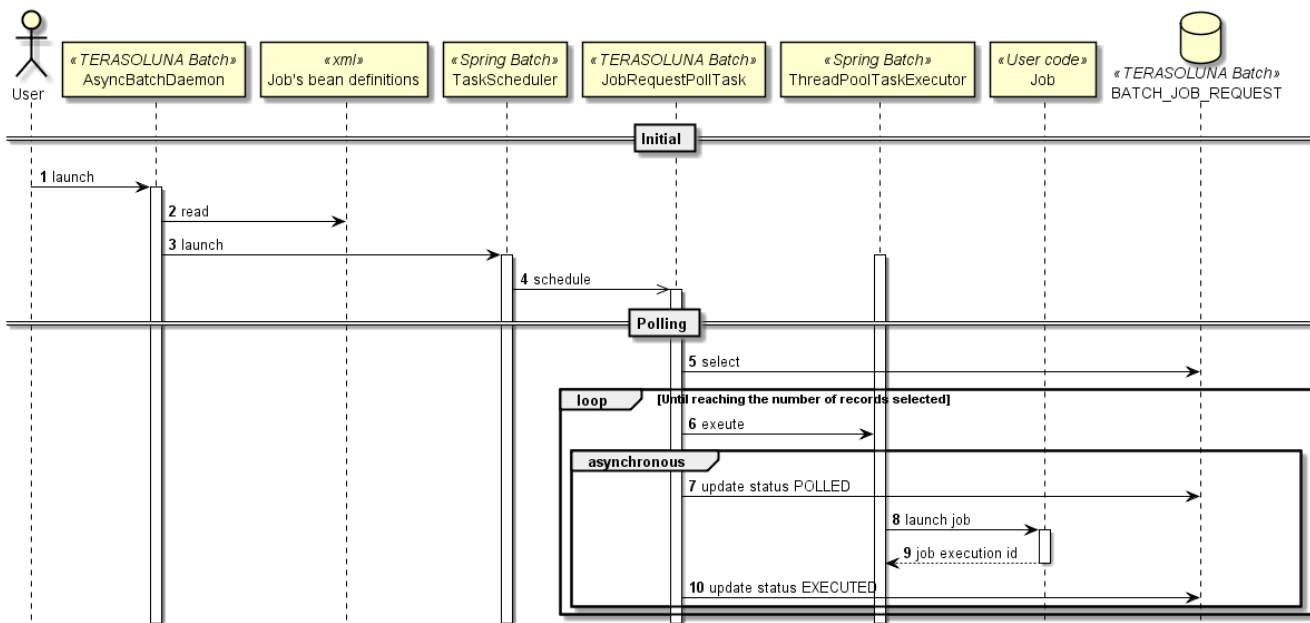 «TERASOLUNA Batch»
AsyncBatchDaemon
«xml»
Job's bean definitions
«Spring Batch»
TaskScheduler
«TERASOLUNA Batch»
JobRequestPollTask
«Spring Batch»
ThreadPoolTaskExecutor
«User code»
Job
«TERASOLUNA Batch»
BATCH_JOB_REQUEST
User
Initial
1 launch
2 read
3 launch
4 schedule
Polling
5 select
loop [Until reaching the number of records selected]
6 exeute
asynchronous
7 update status POLLED
8 launch job
9 job execution id
10 update status EXECUTED